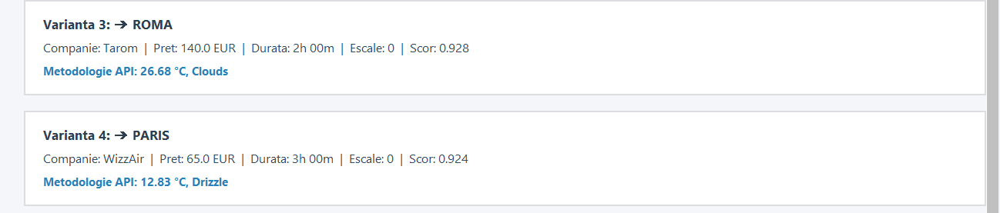 Varianta 3: ➔ ROMA
Companie: Tarom | Pret: 140.0 EUR | Durata: 2h 00m | Escale: 0 | Scor: 0.928
Metodologie API: 26.68 °C, Clouds
Varianta 4: ➔ PARIS
Companie: WizzAir | Pret: 65.0 EUR | Durata: 3h 00m | Escale: 0 | Scor: 0.924
Metodologie API: 12.83 °C, Drizzle